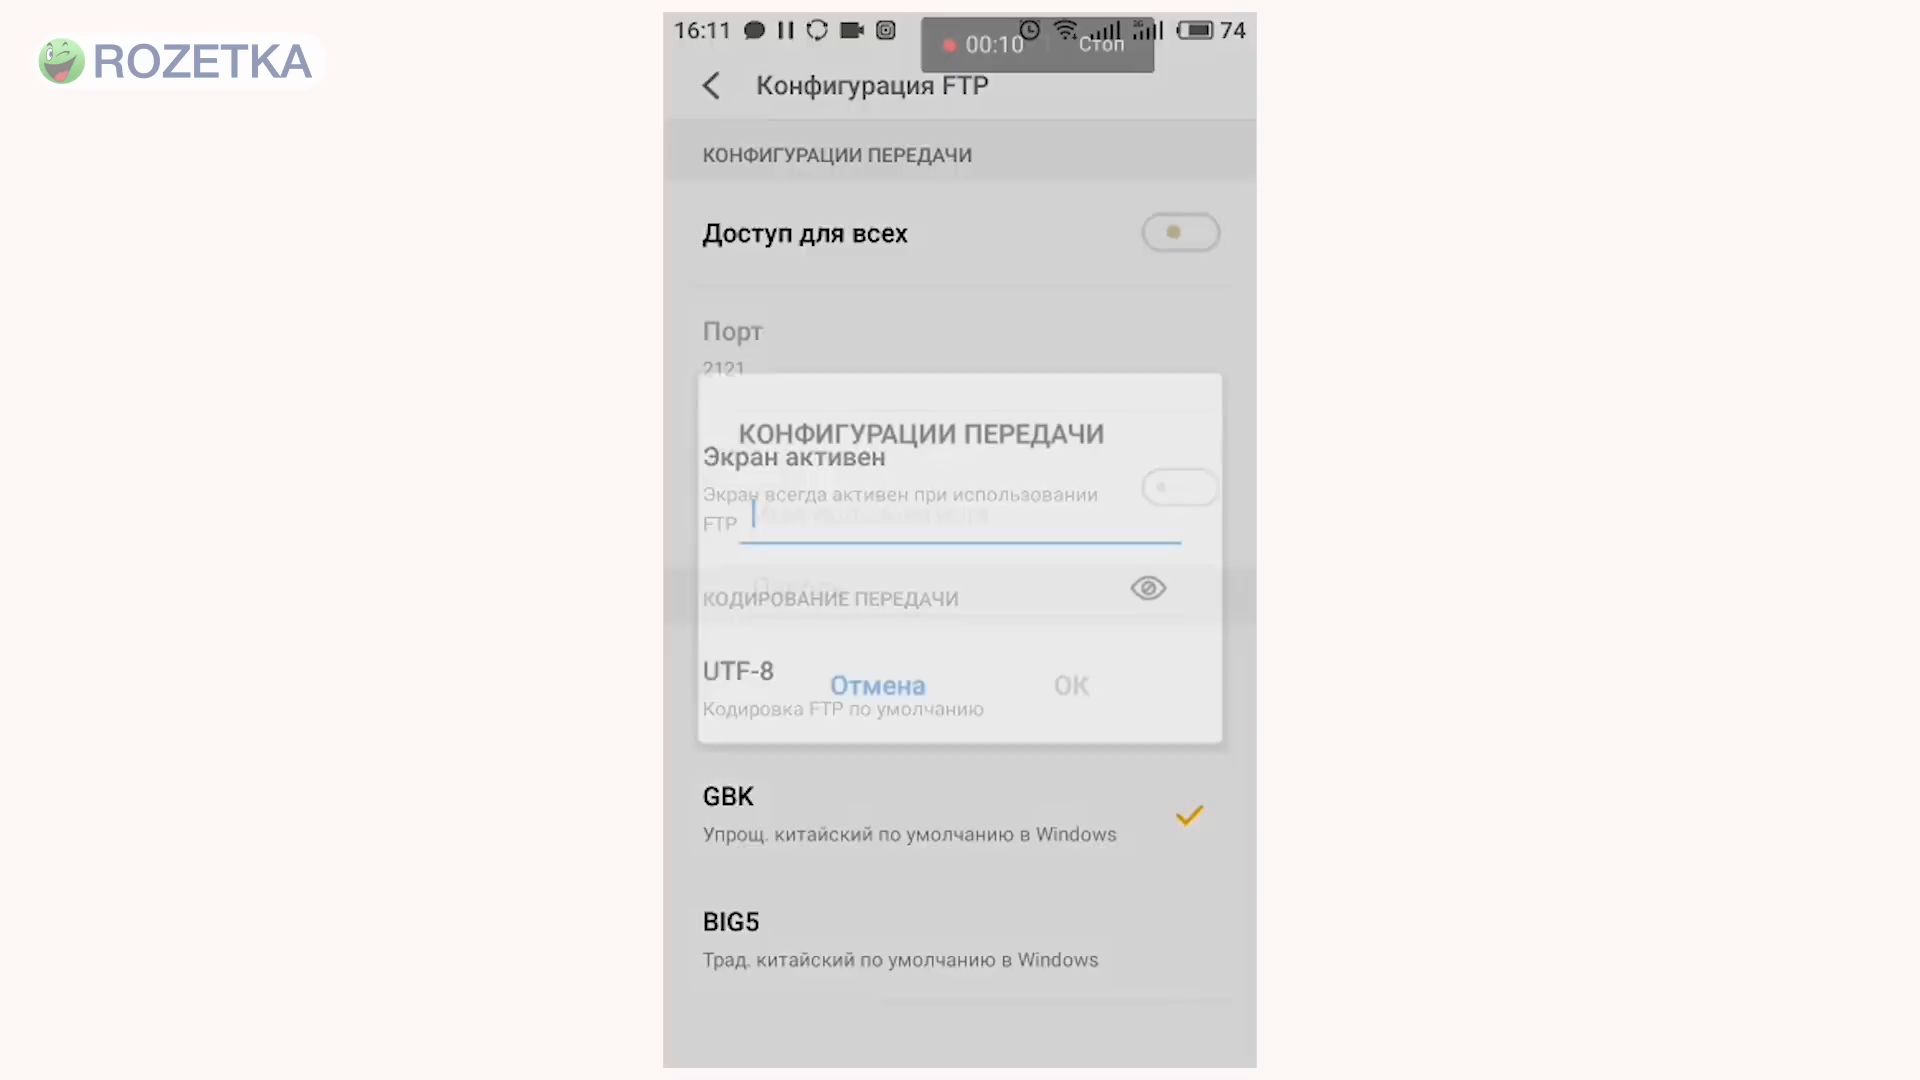 ROZETKA
16:11
00:10
Стоп
3G
74
Конфигурация FTP
КОНФИГУРАЦИИ ПЕРЕДАЧИ
Доступ для всех
Порт
2121
КОНФИГУРАЦИИ ПЕРЕДАЧИ
Экран активен
Экран всегда активен при использовании
FTP
КОДИРОВАНИЕ ПЕРЕДАЧИ
UTF-8
Отмена
OK
Кодировка FTP по умолчанию
GBK
Упрощ. китайский по умолчанию в Windows
BIG5
Трад. китайский по умолчанию в Windows